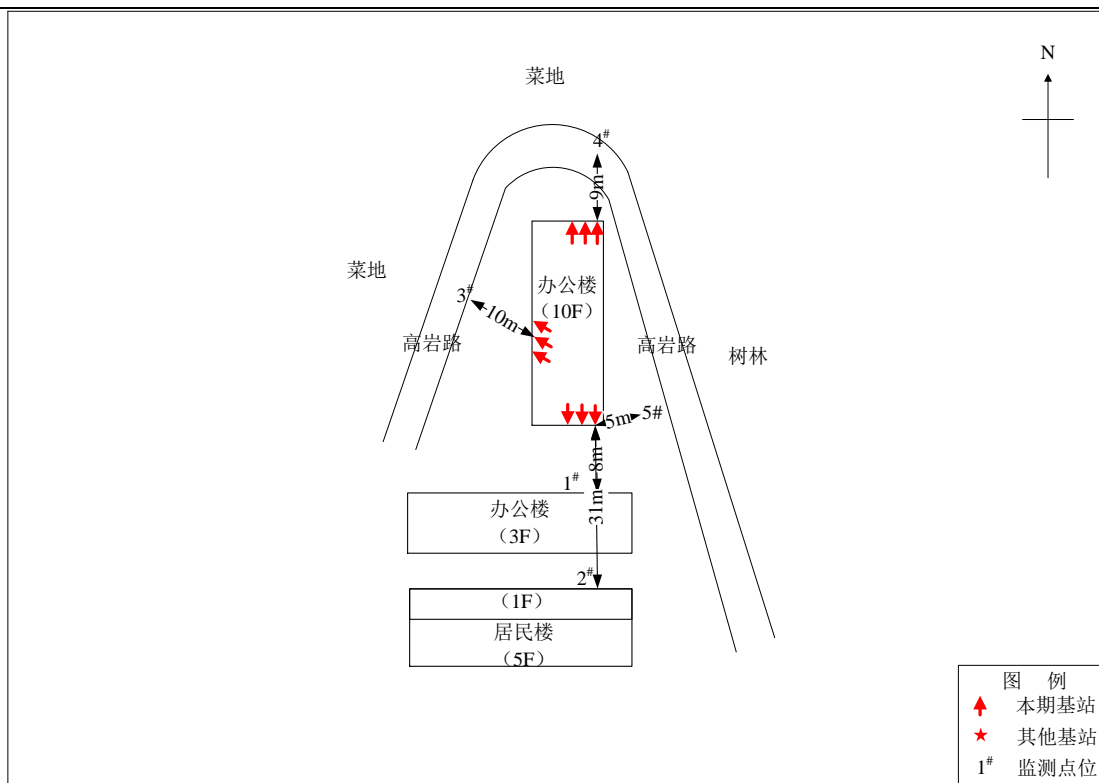 N
菜地
4#
9m
菜地
办公楼
（10F）
3#
10m
高岩路
高岩路
树林
5m
5#
8m
1#
31m
办公楼
（3F）
2#
（1F）
居民楼
（5F）
图 例
本期基站
其他基站
1# 监测点位